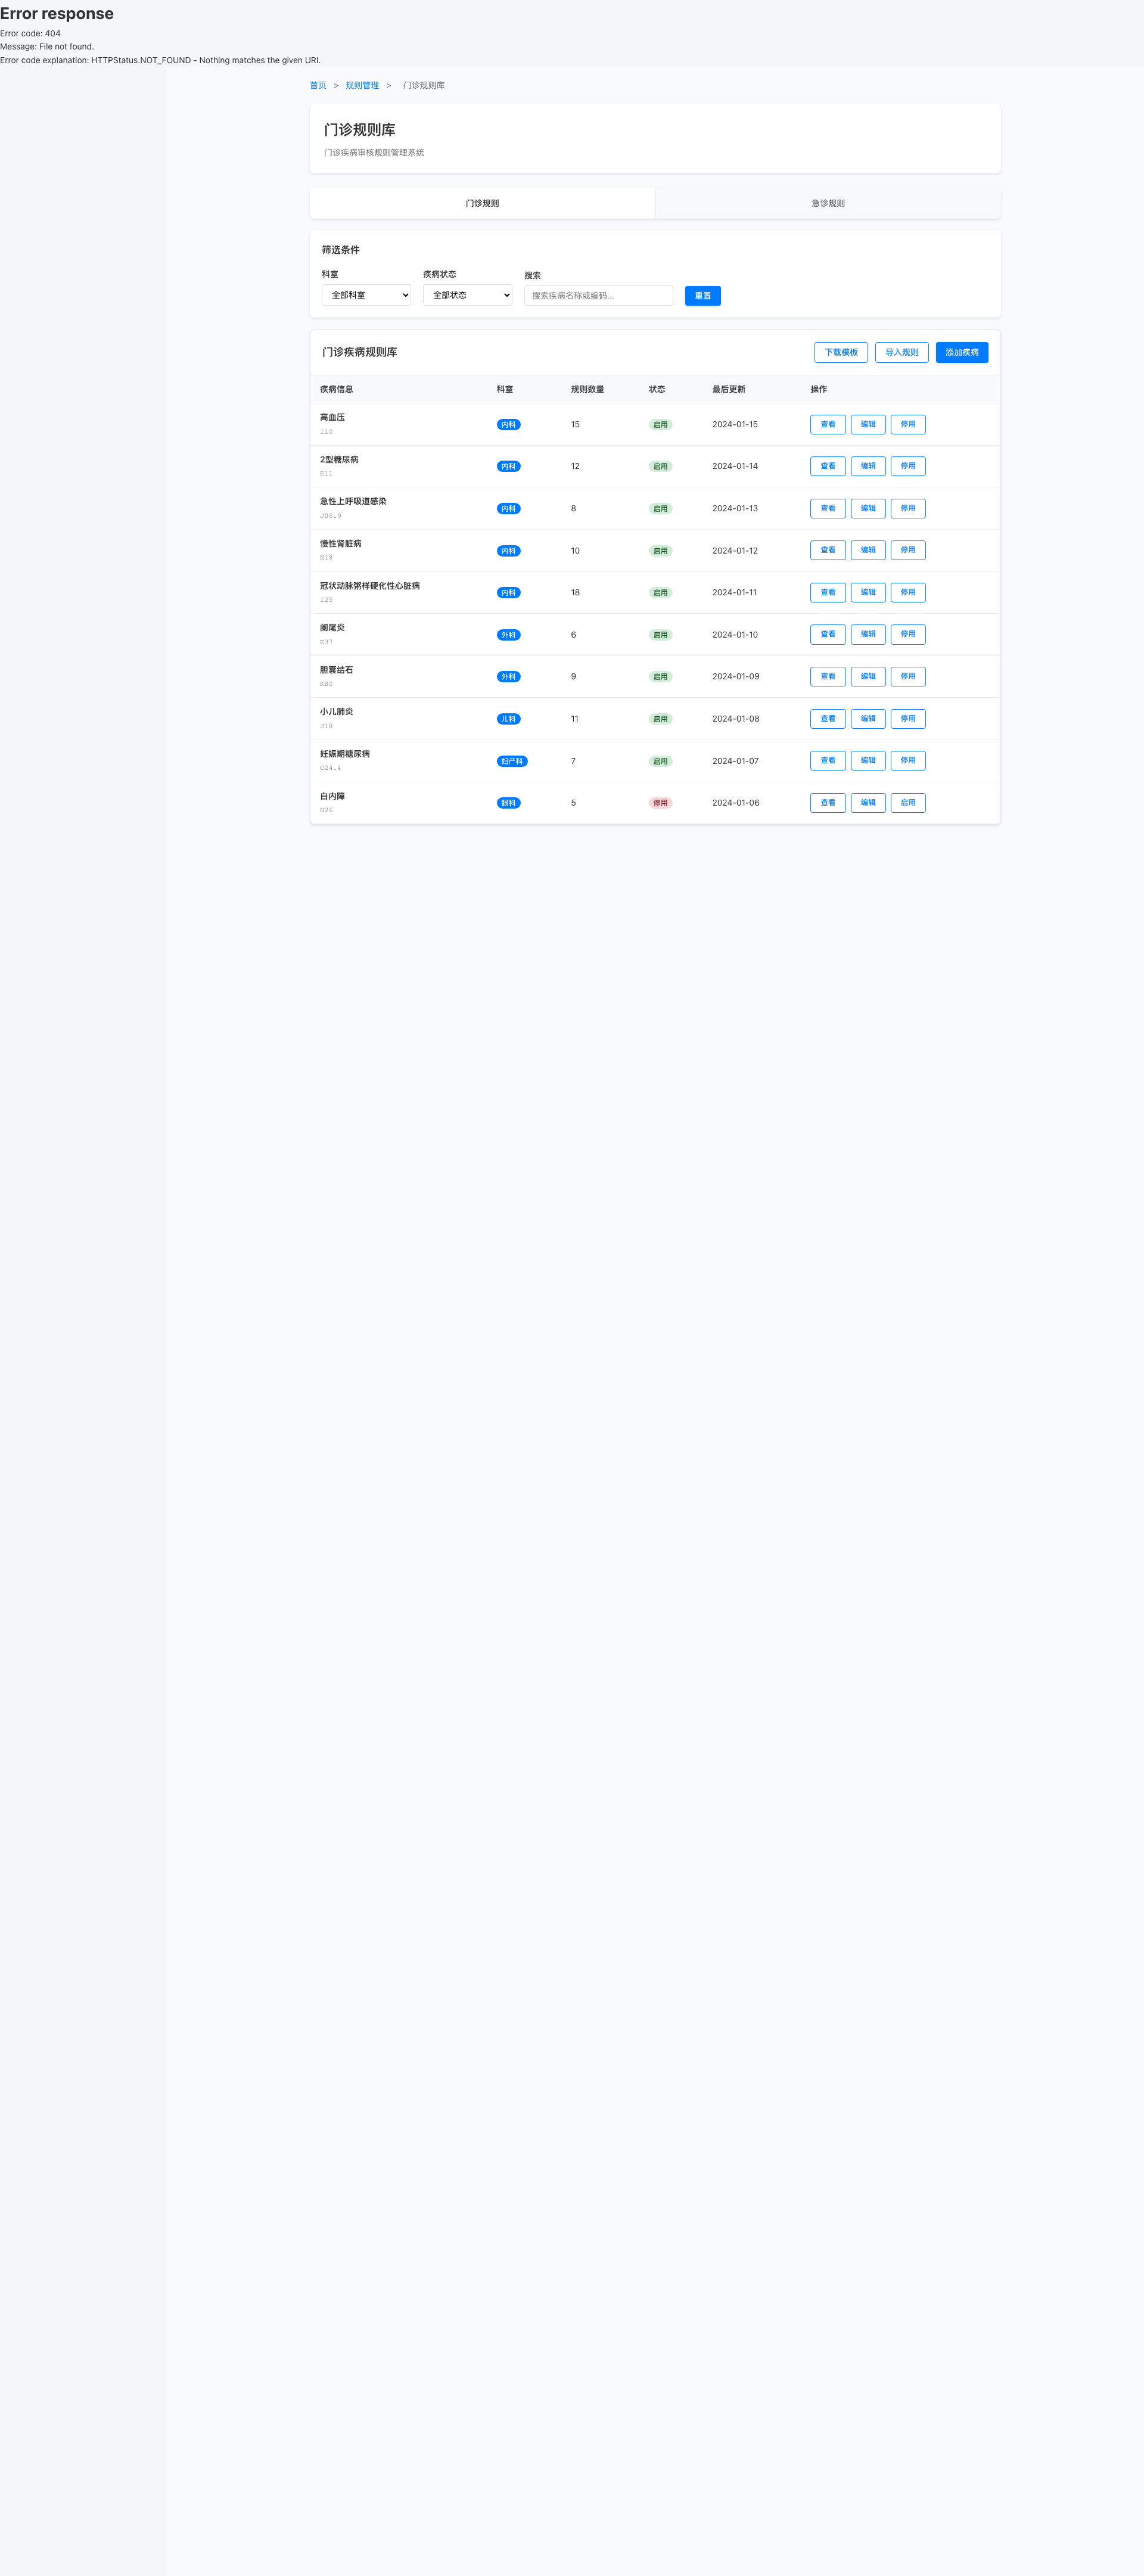 Error response
Error code: 404
Message: File not found.
Error code explanation: HTTPStatus.NOT_FOUND - Nothing matches the given URI.
首页 > 规则管理 > 门诊规则库
门诊规则库
门诊疾病审核规则管理系统
门诊规则 急诊规则
筛选条件
科室 疾病状态 搜索
全部科室 全部状态 搜索疾病名称或编码... 重置
门诊疾病规则库 下载模板 导入规则 添加疾病
疾病信息 科室 规则数量 状态 最后更新 操作
高血压
I10
内科 15 启用 2024-01-15 查看 编辑 停用
2型糖尿病
E11
内科 12 启用 2024-01-14 查看 编辑 停用
急性上呼吸道感染
J06.9
内科 8 启用 2024-01-13 查看 编辑 停用
慢性肾脏病
N18
内科 10 启用 2024-01-12 查看 编辑 停用
冠状动脉粥样硬化性心脏病
I25
内科 18 启用 2024-01-11 查看 编辑 停用
阑尾炎
K37
外科 6 启用 2024-01-10 查看 编辑 停用
胆囊结石
K80
外科 9 启用 2024-01-09 查看 编辑 停用
小儿肺炎
J18
儿科 11 启用 2024-01-08 查看 编辑 停用
妊娠期糖尿病
O24.4
妇产科 7 启用 2024-01-07 查看 编辑 停用
白内障
H26
眼科 5 停用 2024-01-06 查看 编辑 启用